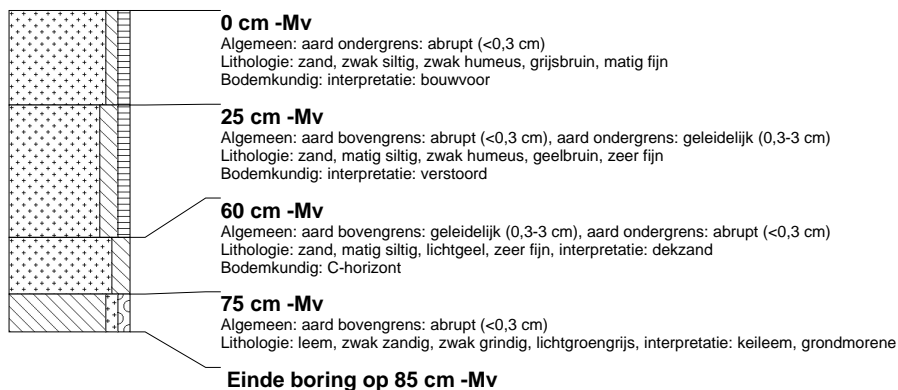 0 cm -Mv
Algemeen: aard ondergrens: abrupt (<0,3 cm)
Lithologie: zand, zwak siltig, zwak humeus, grijsbruin, matig fijn
Bodemkundig: interpretatie: bouwvoor
25 cm -Mv
Algemeen: aard bovengrens: abrupt (<0,3 cm), aard ondergrens: geleidelijk (0,3-3 cm)
Lithologie: zand, matig siltig, zwak humeus, geelbruin, zeer fijn
Bodemkundig: interpretatie: verstoord
60 cm -Mv
Algemeen: aard bovengrens: geleidelijk (0,3-3 cm), aard ondergrens: abrupt (<0,3 cm)
Lithologie: zand, matig siltig, lichtgeel, zeer fijn, interpretatie: dekzand
Bodemkundig: C-horizont
75 cm -Mv
Algemeen: aard bovengrens: abrupt (<0,3 cm)
Lithologie: leem, zwak zandig, zwak grindig, lichtgroengrijs, interpretatie: keileem, grondmorene
Einde boring op 85 cm -Mv